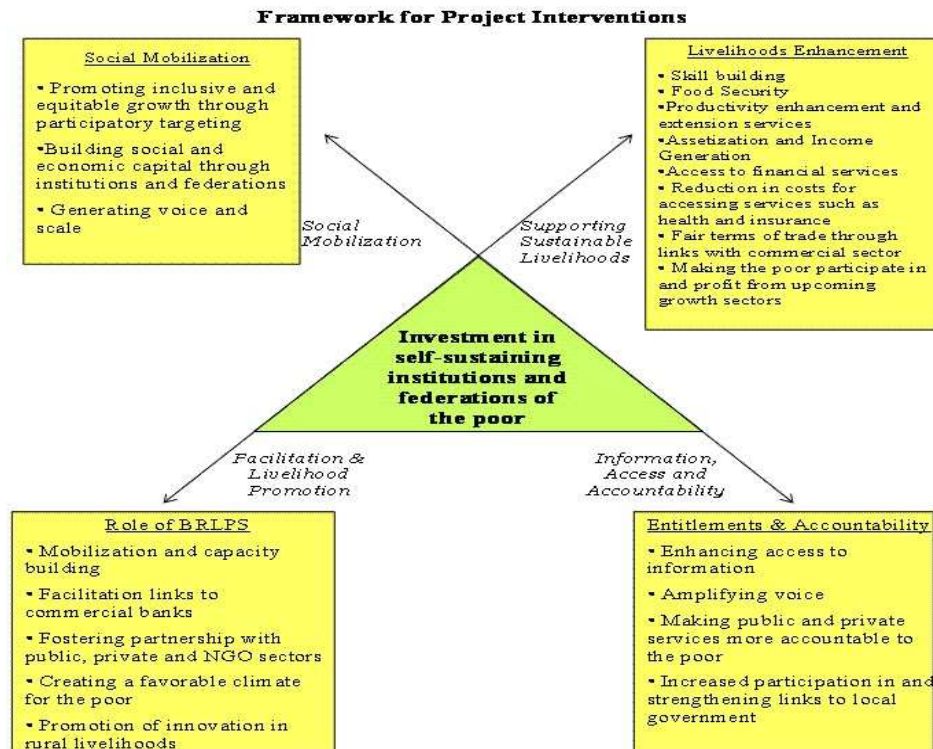 Framework for Project Interventions
Social Mobilization
▪ Promoting inclusive and
equitable growth through
participatory targeting
▪Building social and
economic capital through
institutions and federations
▪ Generating voice and
scale
Livelihoods Enhancement
▪ Skill building
▪ Food Security
▪Productivity enhancement and
extension services
▪Assetization and Income
Generation
▪Access to financial services
▪ Reduction in costs for
accessing services such as
health and insurance
▪ Fair terms of trade through
links with commercial sector
▪ Making the poor participate in
and profit from upcoming
growth sectors
Social
Mobilization
Supporting
Sustainable
Livelihoods
Investment in
self-sustaining
institutions and
federations of
the poor
Facilitation &
Livelihood
Promotion
Information,
Access and
Accountability
Role of BRLPS
▪ Mobilization and capacity
building
▪ Facilitation links to
commercial banks
▪ Fostering partnership with
public, private and NGO sectors
▪ Creating a favorable climate
for the poor
▪ Promotion of innovation in
rural livelihoods
Entitlements & Accountability
▪ Enhancing access to
information
▪ Amplifying voice
▪ Making public and private
services more accountable to
the poor
▪ Increased participation in and
strengthening links to local
government